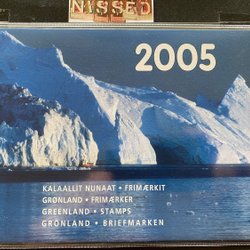 NISSED
2005
KALAALLIT NUNAAT • FRIMÆRKIT
GRØNLAND • FRIMÆRKER
GREENLAND • STAMPS
GRÖNLAND • BRIEFMARKEN